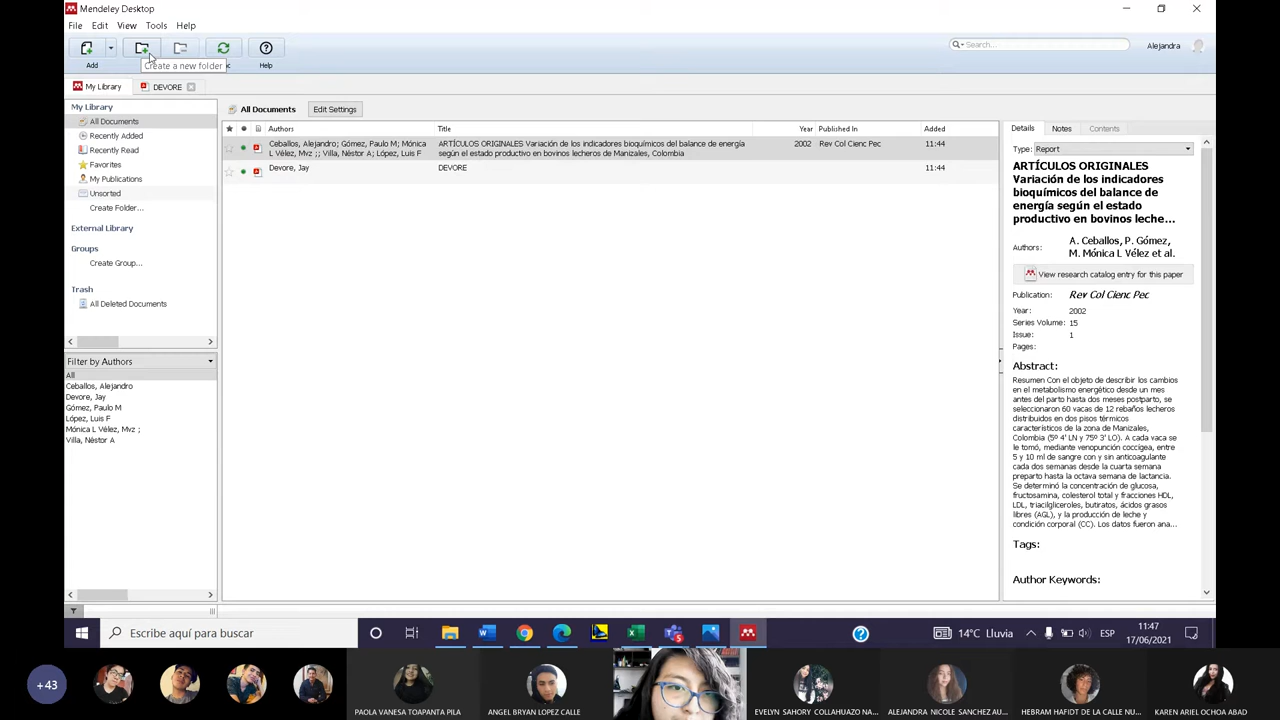 Mendeley Desktop
File Edit View Tools Help
Search...
Alejandra
Add
Help
Create a new folder
My Library
DEVORE
My Library
All Documents
Recently Added
Recently Read
Favorites
My Publications
Unsorted
Create Folder...
External Library
Groups
Create Group...
Trash
All Deleted Documents
Filter by Authors
All
Ceballos, Alejandro
Devore, Jay
Gómez, Paulo M
López, Luis F
Mónica L Vélez, Mvz ;
Villa, Néstor A
All Documents Edit Settings
Authors Title Year Published In Added
Ceballos, Alejandro; Gómez, Paulo M; Mónica ARTÍCULOS ORIGINALES Variación de los indicadores bioquímicos del balance de energía 2002 Rev Col Cienc Pec 11:44
L Vélez, Mvz ;; Villa, Néstor A; López, Luis F según el estado productivo en bovinos lecheros de Manizales, Colombia
Devore, Jay DEVORE 11:44
Details Notes Contents
Type: Report
ARTÍCULOS ORIGINALES
Variación de los indicadores
bioquímicos del balance de
energía según el estado
productivo en bovinos leche...
Authors: A. Ceballos, P. Gómez,
M. Mónica L Vélez et al.
View research catalog entry for this paper
Publication: Rev Col Cienc Pec
Year: 2002
Series Volume: 15
Issue: 1
Pages:
Abstract:
Resumen Con el objeto de describir los cambios
en el metabolismo energético desde un mes
antes del parto hasta dos meses postparto, se
seleccionaron 60 vacas de 12 rebaños lecheros
distribuidos en dos pisos térmicos
característicos de la zona de Manizales,
Colombia (5º 4' LN y 75º 3' LO). A cada vaca se
le tomó, mediante venopunción coccígea, entre
5 y 10 ml de sangre con y sin anticoagulante
cada dos semanas desde la cuarta semana
preparto hasta la octava semana de lactancia.
Se determinó la concentración de glucosa,
fructosamina, colesterol total y fracciones HDL,
LDL, triacilgliceroles, butiratos, ácidos grasos
libres (AGL), y la producción de leche y
condición corporal (CC). Los datos fueron ana...
Tags:
Author Keywords:
Escribe aquí para buscar
14°C Lluvia
ESP
11:47
17/06/2021
+43
PAOLA VANESA TOAPANTA PILA
ANGEL BRYAN LOPEZ CALLE
EVELYN SAHORY COLLAHUAZO NA...
ALEJANDRA NICOLE SANCHEZ AU...
HEBRAM HAFIDT DE LA CALLE NU...
KAREN ARIEL OCHOA ABAD